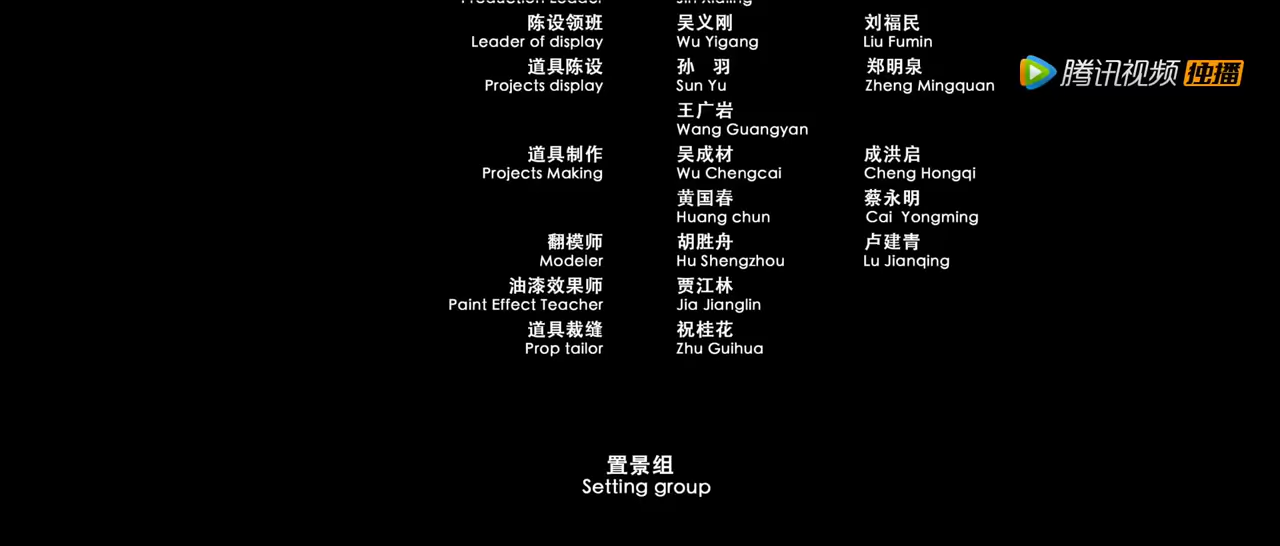 Production Leader Jin Xialing
陈设领班 吴义刚 刘福民
Leader of display Wu Yigang Liu Fumin
道具陈设 孙 羽 郑明泉
Projects display Sun Yu Zheng Mingquan
王广岩
Wang Guangyan
道具制作 吴成材 成洪启
Projects Making Wu Chengcai Cheng Hongqi
黄国春 蔡永明
Huang chun Cai Yongming
翻模师 胡胜舟 卢建青
Modeler Hu Shengzhou Lu Jianqing
油漆效果师 贾江林
Paint Effect Teacher Jia Jianglin
道具裁缝 祝桂花
Prop tailor Zhu Guihua
置景组
Setting group
腾讯视频 独播